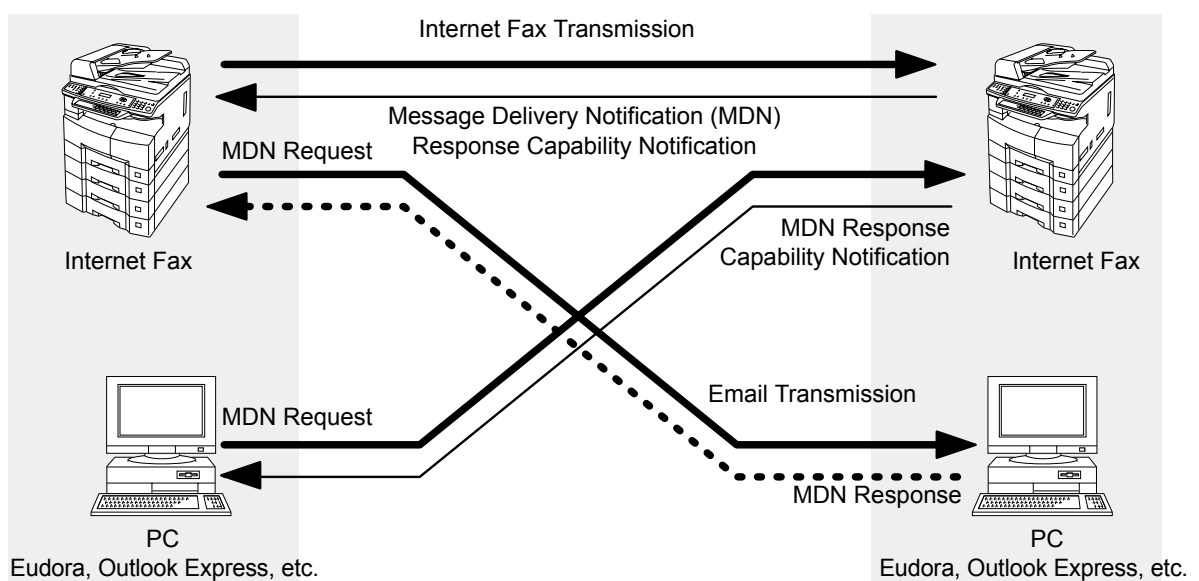 Internet Fax Transmission
Message Delivery Notification (MDN)
Response Capability Notification
MDN Request
MDN Response
Capability Notification
Internet Fax
Internet Fax
MDN Request
Email Transmission
MDN Response
PC
Eudora, Outlook Express, etc.
PC
Eudora, Outlook Express, etc.